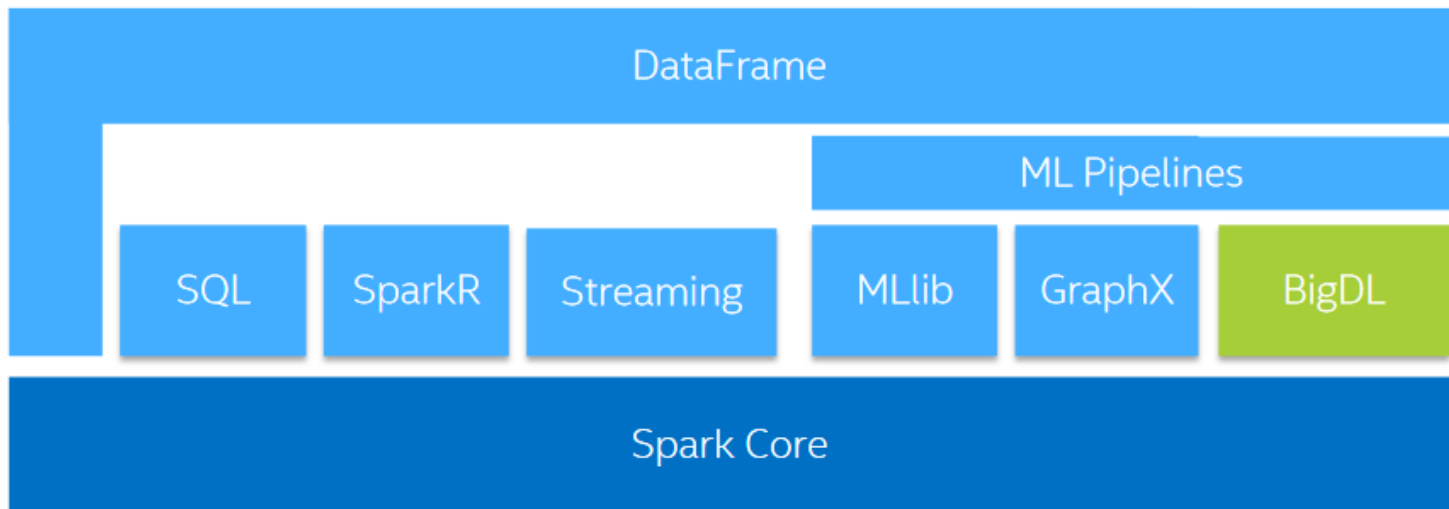 DataFrame
ML Pipelines
SQL
SparkR
Streaming
MLlib
GraphX
BigDL
Spark Core